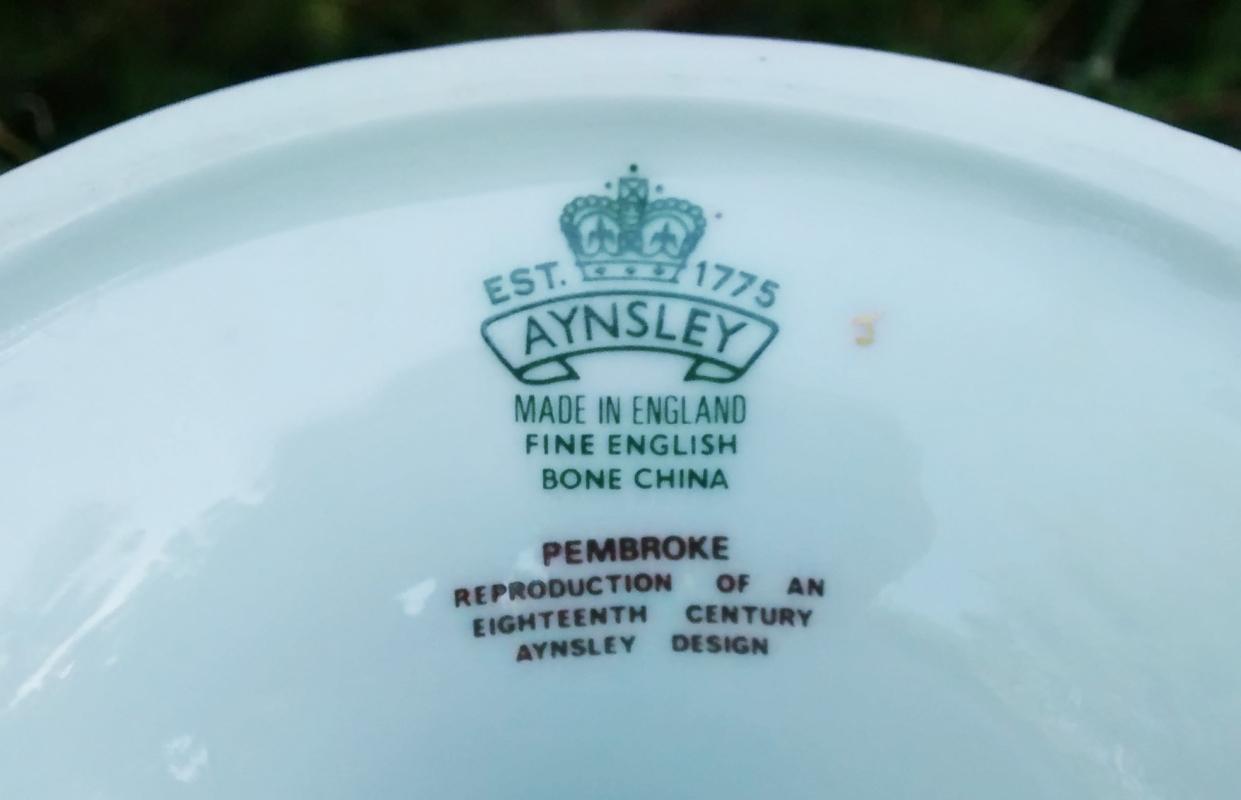 EST. 1775
AYNSLEY
MADE IN ENGLAND
FINE ENGLISH
BONE CHINA
PEMBROKE
REPRODUCTION OF AN
EIGHTEENTH CENTURY
AYNSLEY DESIGN